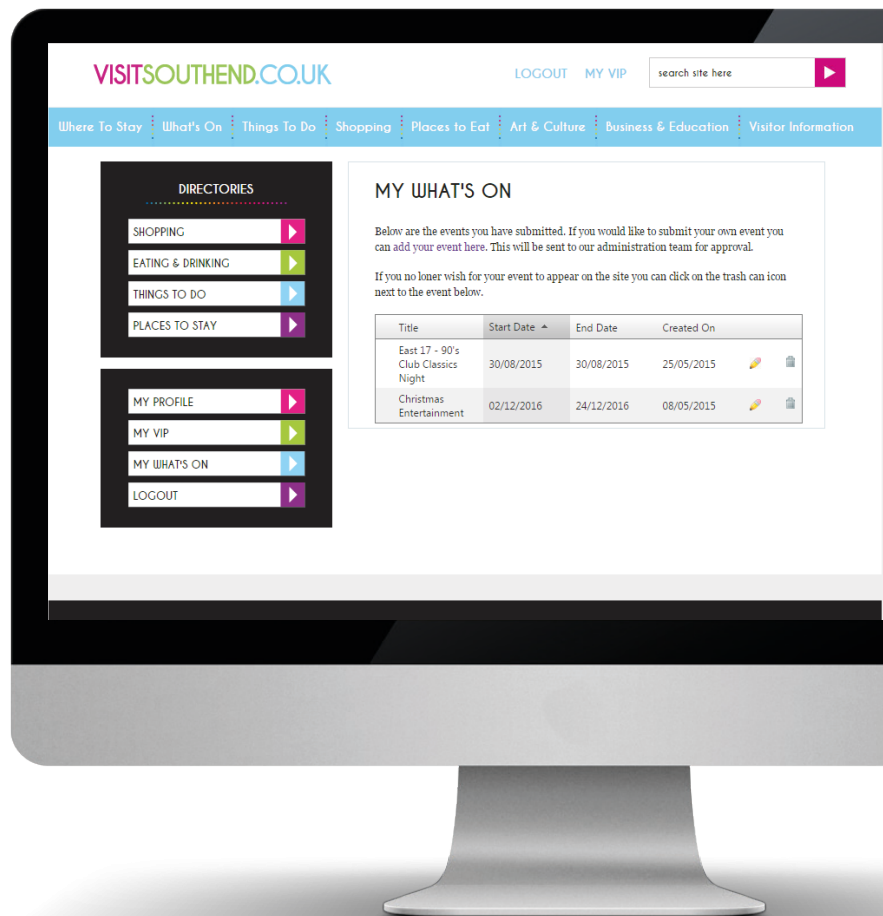 VISITSOUTHEND.CO.UK
LOGOUT MY VIP search site here
Where To Stay What's On Things To Do Shopping Places to Eat Art & Culture Business & Education Visitor Information
DIRECTORIES
SHOPPING
EATING & DRINKING
THINGS TO DO
PLACES TO STAY
MY PROFILE
MY VIP
MY WHAT'S ON
LOGOUT
MY WHAT'S ON
Below are the events you have submitted. If you would like to submit your own event you
can add your event here. This will be sent to our administration team for approval.
If you no loner wish for your event to appear on the site you can click on the trash can icon
next to the event below.
Title Start Date End Date Created On
East 17 - 90's
Club Classics
Night
30/08/2015 30/08/2015 25/05/2015
Christmas
Entertainment
02/12/2016 24/12/2016 08/05/2015